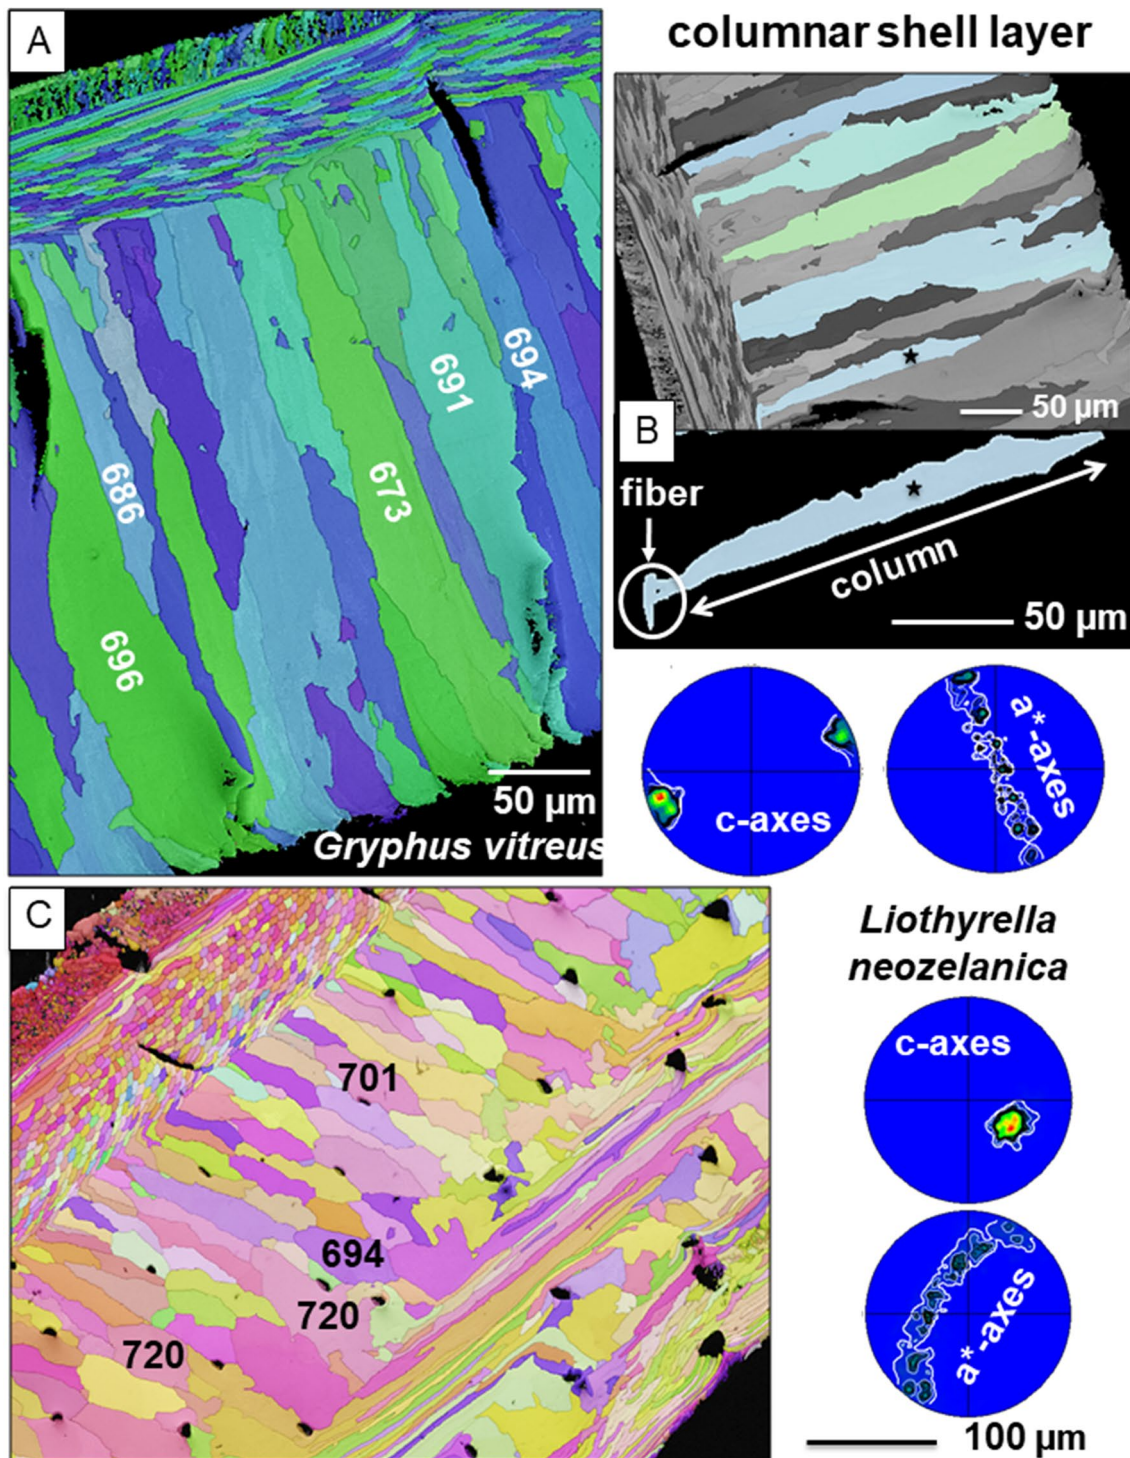 A
columnar shell layer
686
696
673
691
694
50 µm
Gryphus vitreus
50 µm
B
fiber
column
50 µm
c-axes
a*-axes
C
701
694
720
720
Liothyrella
neozelanica
c-axes
a*-axes
100 µm